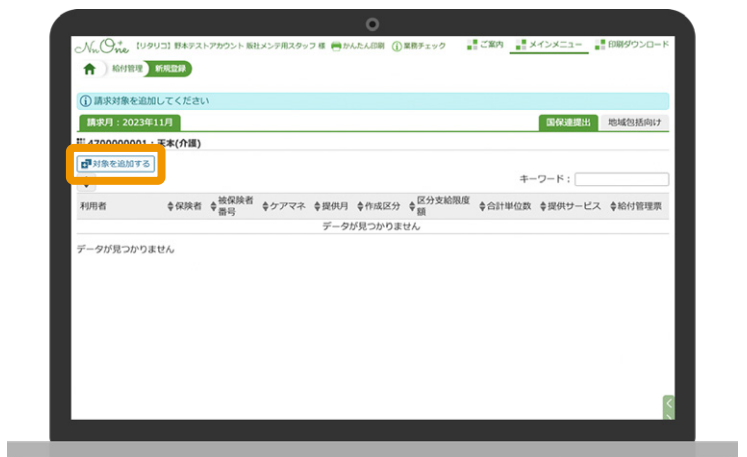 NuOne+ 【リタリコ】野本テストアカウント 販社メンテ用スタッフ 様 かんたん印刷 業務チェック ご案内 メインメニュー 印刷ダウンロード
給付管理 新規登録
請求対象を追加してください
請求月:2023年11月 国保連提出 地域包括向け
4700000001:玉本(介護)
対象を追加する
キーワード:
利用者 保険者 被保険者番号 ケアマネ 提供月 作成区分 区分支給限度額 合計単位数 提供サービス 給付管理票
データが見つかりません
データが見つかりません